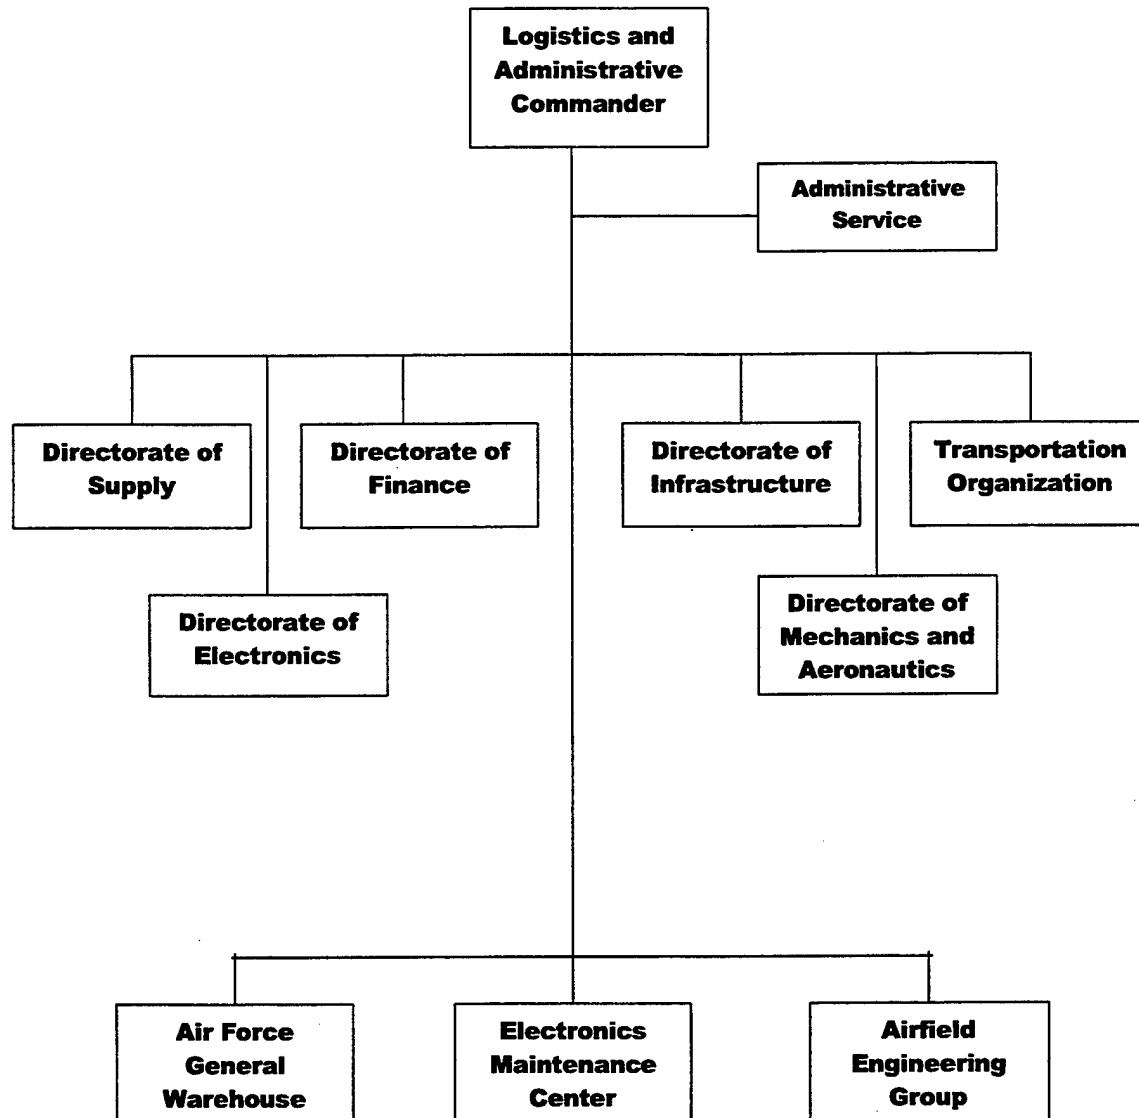 Logistics and
Administrative
Commander
Administrative
Service
Directorate of
Supply
Directorate of
Finance
Directorate of
Infrastructure
Transportation
Organization
Directorate of
Electronics
Directorate of
Mechanics and
Aeronautics
Air Force
General
Warehouse
Electronics
Maintenance
Center
Airfield
Engineering
Group